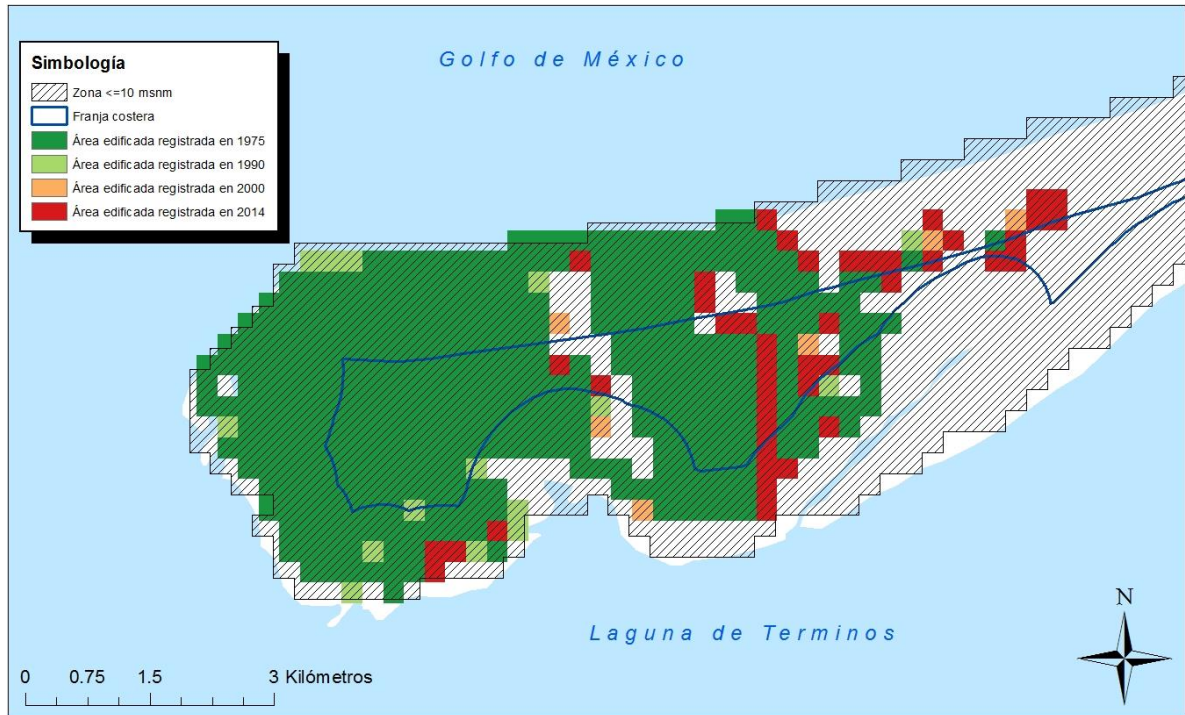 Golfo de México
Simbología
Zona <=10 msnm
Franja costera
Área edificada registrada en 1975
Área edificada registrada en 1990
Área edificada registrada en 2000
Área edificada registrada en 2014
Laguna de Terminos
N
0 0.75 1.5 3 Kilómetros